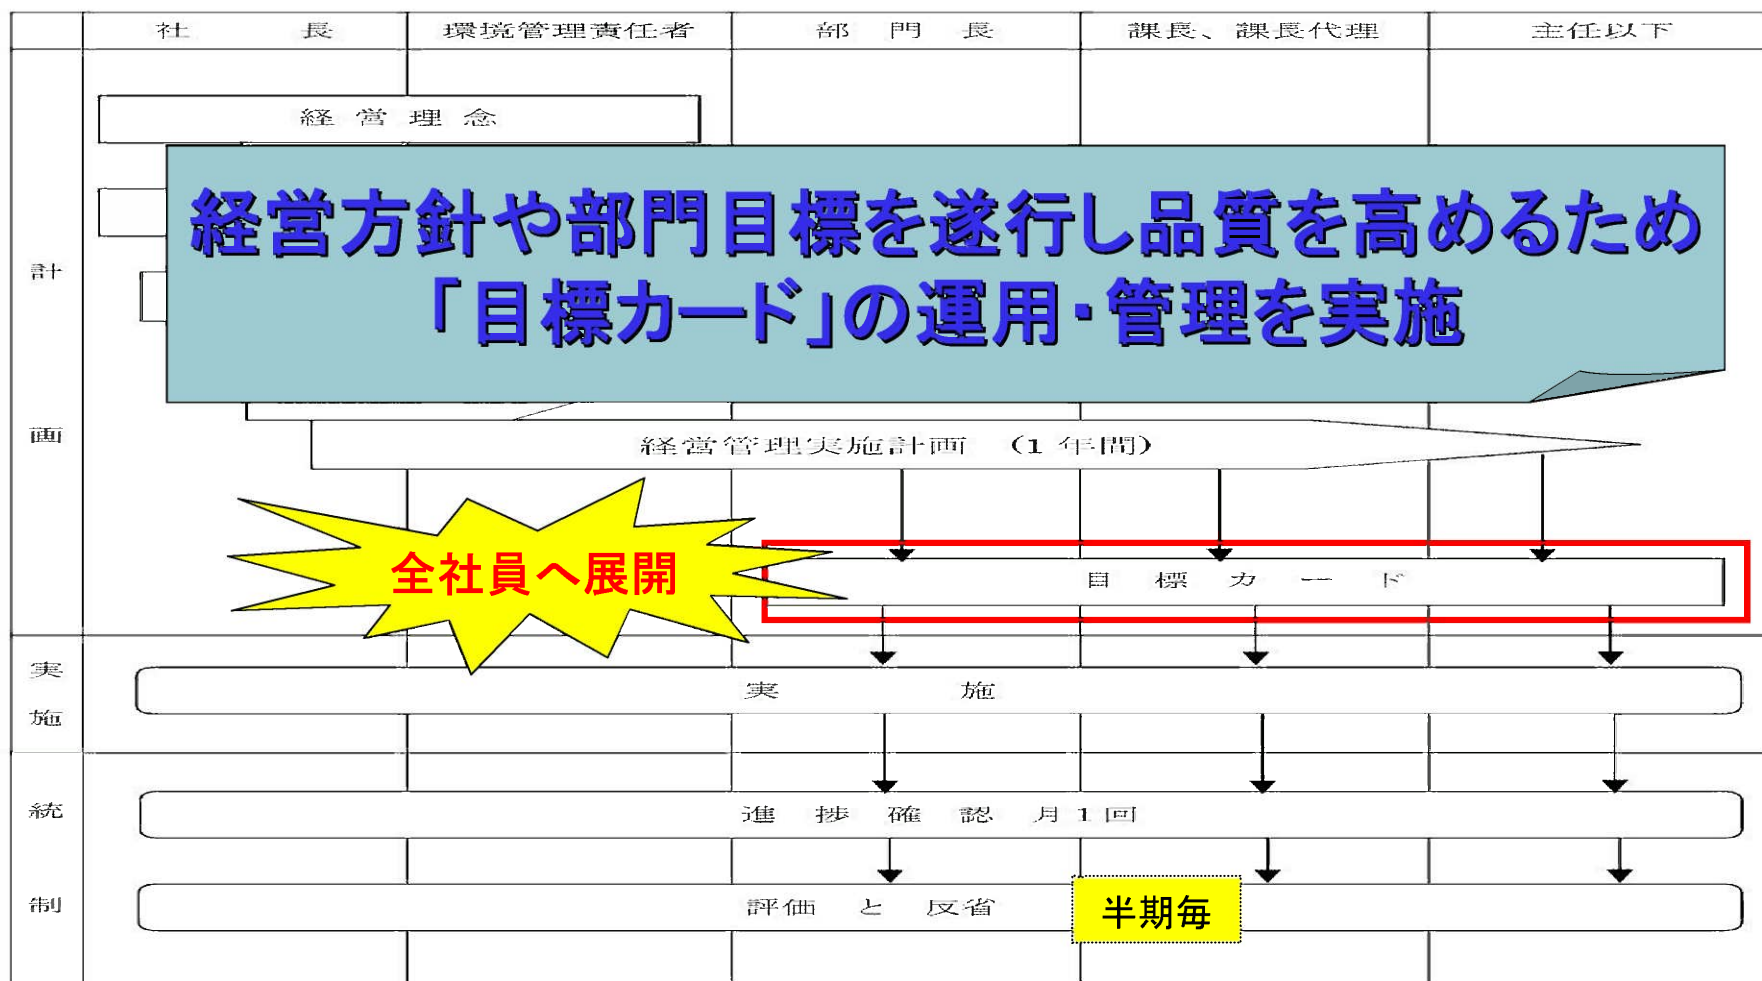 社長 環境管理責任者 部門長 課長、課長代理 主任以下
経営理念
経営方針や部門目標を遂行し品質を高めるため
「目標カード」の運用・管理を実施
計画
経営管理実施計画 (1年間)
全社員へ展開
目標カード
実施
実施
統制
進捗確認月1回
評価と反省
半期毎